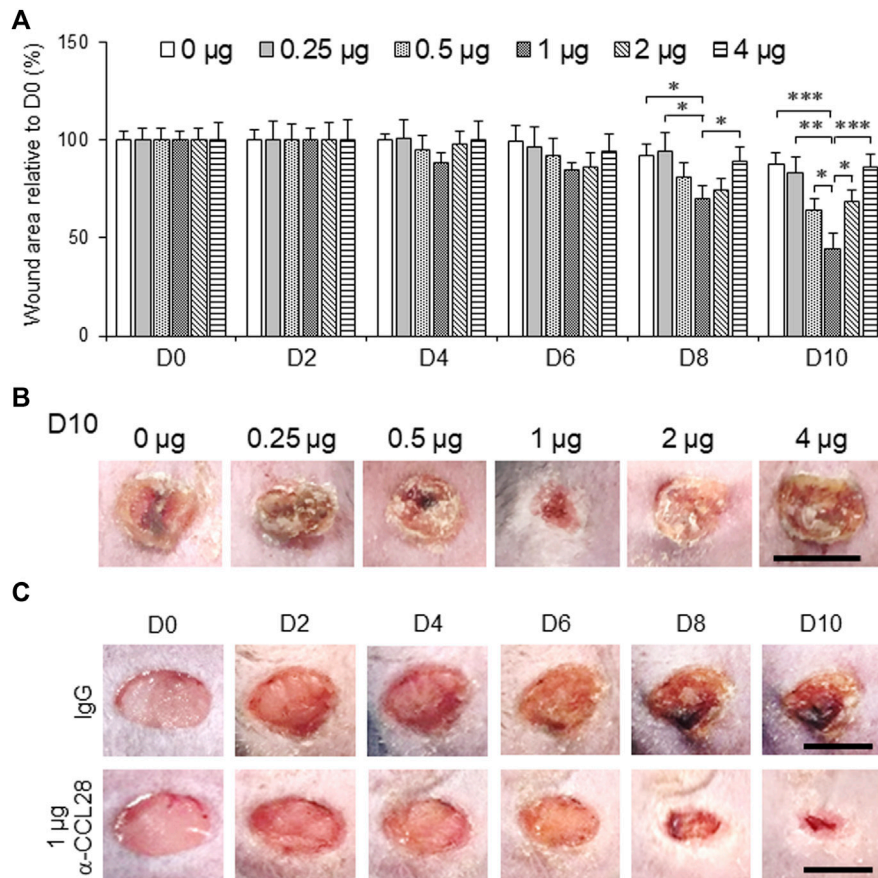 A
Wound area relative to D0 (%)
150
100
50
0
0 µg 0.25 µg 0.5 µg 1 µg 2 µg 4 µg
* * * *** ** *** * *
D0 D2 D4 D6 D8 D10
B
D10
0 µg 0.25 µg 0.5 µg 1 µg 2 µg 4 µg
C
D0 D2 D4 D6 D8 D10
IgG
1 µg
α-CCL28